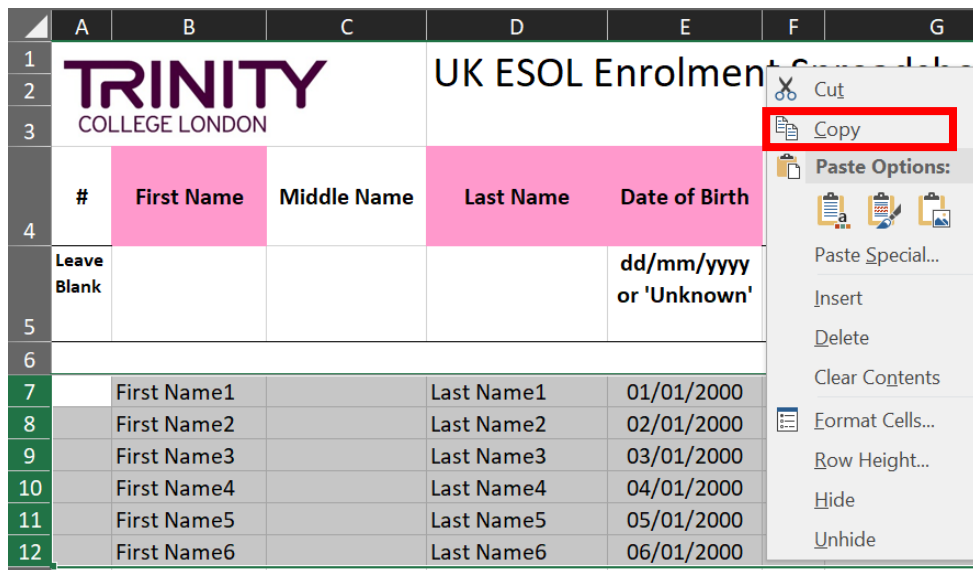 A B C D E F G
1
2
3
TRINITY
COLLEGE LONDON
UK ESOL Enrolment
4
# First Name Middle Name Last Name Date of Birth
5
Leave
Blank
dd/mm/yyyy
or 'Unknown'
6
7 First Name1 Last Name1 01/01/2000
8 First Name2 Last Name2 02/01/2000
9 First Name3 Last Name3 03/01/2000
10 First Name4 Last Name4 04/01/2000
11 First Name5 Last Name5 05/01/2000
12 First Name6 Last Name6 06/01/2000
Cut
Copy
Paste Options:
Paste Special...
Insert
Delete
Clear Contents
Format Cells...
Row Height...
Hide
Unhide